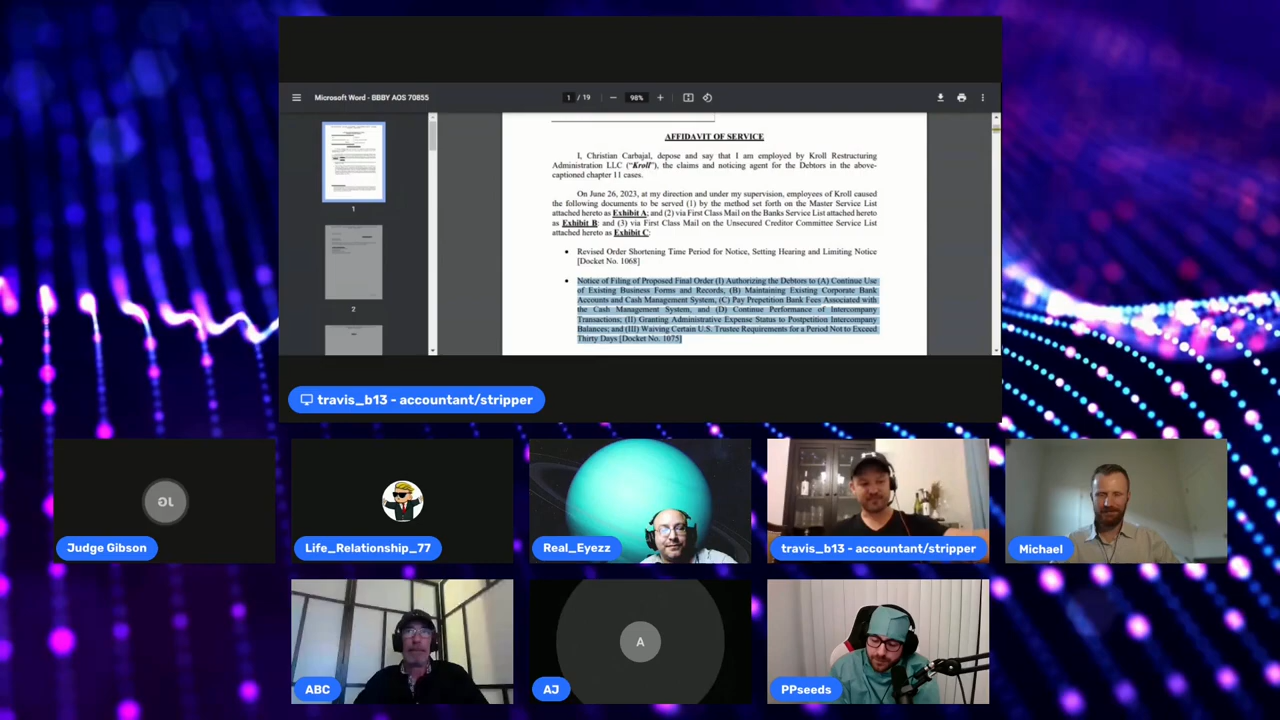 Microsoft Word - BBBY AOS 70855
1 / 19
98%
AFFIDAVIT OF SERVICE
I, Christian Carbajal, depose and say that I am employed by Kroll Restructuring
Administration LLC (“Kroll”), the claims and noticing agent for the Debtors in the above-
captioned chapter 11 cases.
On June 26, 2023, at my direction and under my supervision, employees of Kroll caused
the following documents to be served (1) by the method set forth on the Master Service List
attached hereto as Exhibit A; and (2) via First Class Mail on the Banks Service List attached hereto
as Exhibit B; and (3) via First Class Mail on the Unsecured Creditor Committee Service List
attached hereto as Exhibit C:
• Revised Order Shortening Time Period for Notice, Setting Hearing and Limiting Notice
[Docket No. 1068]
• Notice of Filing of Proposed Final Order (I) Authorizing the Debtors to (A) Continue Use
of Existing Business Forms and Records, (B) Maintaining Existing Corporate Bank
Accounts and Cash Management System, (C) Pay Prepetition Bank Fees Associated with
the Cash Management System, and (D) Continue Performance of Intercompany
Transactions; (II) Granting Administrative Expense Status to Postpetition Intercompany
Balances; and (III) Waiving Certain U.S. Trustee Requirements for a Period Not to Exceed
Thirty Days [Docket No. 1075]
1
2
travis_b13 - accountant/stripper
JG
Judge Gibson
Life_Relationship_77
Real_Eyezz
travis_b13 - accountant/stripper
Michael
ABC
A
AJ
PPseeds